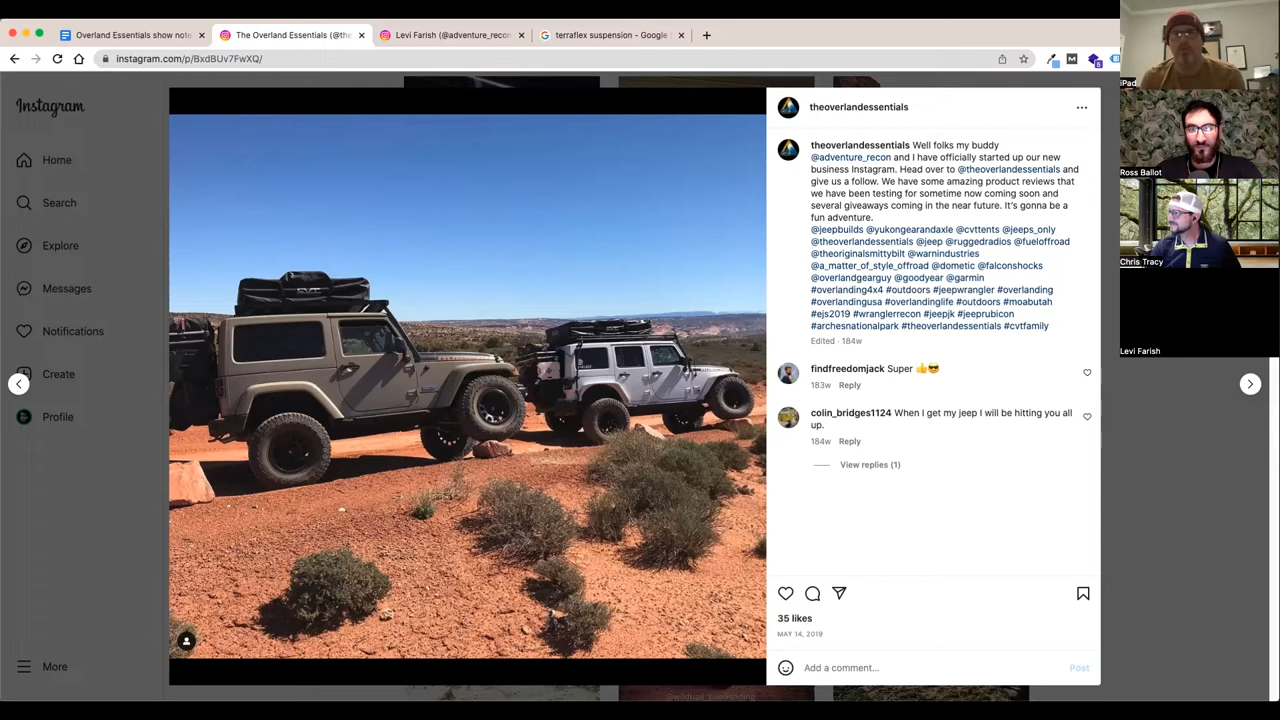 Overland Essentials show note
The Overland Essentials (@the
Levi Farish (@adventure_recon
terraflex suspension - Google
instagram.com/p/BxdBUv7FwXQ/
Instagram
Home
Search
Explore
Messages
Notifications
Create
Profile
More
CVT
theoverlandessentials
theoverlandessentials Well folks my buddy
@adventure_recon and I have officially started up our new
business Instagram. Head over to @theoverlandessentials and
give us a follow. We have some amazing product reviews that
we have been testing for sometime now coming soon and
several giveaways coming in the near future. It's gonna be a
fun adventure.
@jeepbuilds @yukongearandaxle @cvttents @jeeps_only
@theoverlandessentials @jeep @ruggedradios @fueloffroad
@theoriginalsmittybilt @warnindustries
@a_matter_of_style_offroad @dometic @falconshocks
@overlandgearguy @goodyear @garmin
#overlanding4x4 #outdoors #jeepwrangler #overlanding
#overlandingusa #overlandinglife #outdoors #moabutah
#ejs2019 #wranglerrecon #jeepjk #jeeprubicon
#archesnationalpark #theoverlandessentials #cvtfamily
Edited · 184w
findfreedomjack Super 👍😎
183w Reply
colin_bridges1124 When I get my jeep I will be hitting you all
up.
184w Reply
View replies (1)
35 likes
MAY 14, 2019
Add a comment...
Post
@wildtrail_overlanding
iPad
Ross Ballot
Chris Tracy
Levi Farish